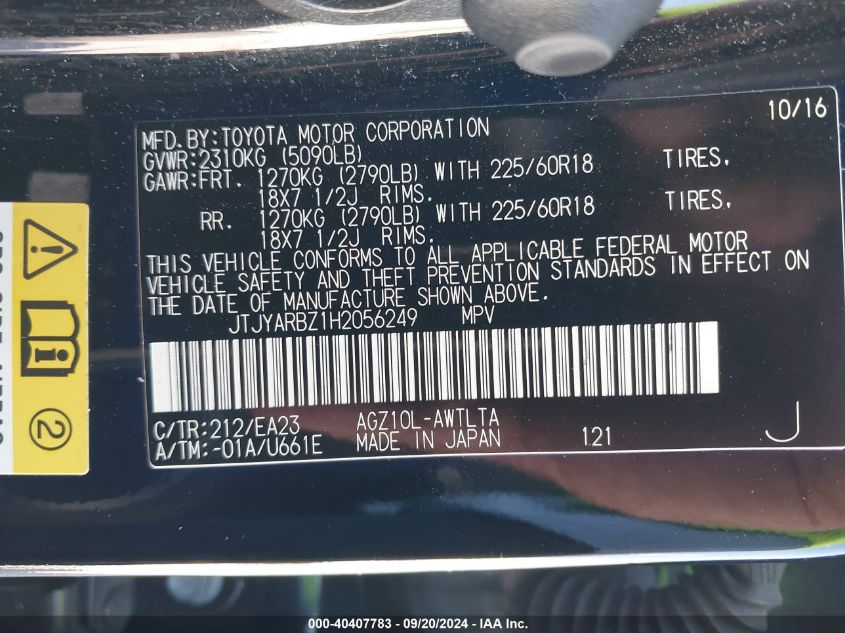 10/16
MFD.BY:TOYOTA MOTOR CORPORATION
GVWR:2310KG (5090LB)
GAWR:FRT. 1270KG (2790LB) WITH 225/60R18 TIRES,
18X7 1/2J RIMS.
RR. 1270KG (2790LB) WITH 225/60R18 TIRES,
18X7 1/2J RIMS.
THIS VEHICLE CONFORMS TO ALL APPLICABLE FEDERAL MOTOR
VEHICLE SAFETY AND THEFT PREVENTION STANDARDS IN EFFECT ON
THE DATE OF MANUFACTURE SHOWN ABOVE.
JTJYARBZ1H2056249 MPV
C/TR:212/EA23 AGZ10L-AWTLTA
A/TM:-01A/U661E MADE IN JAPAN 121 J
2
000-40407783 - 09/20/2024 - IAA Inc.